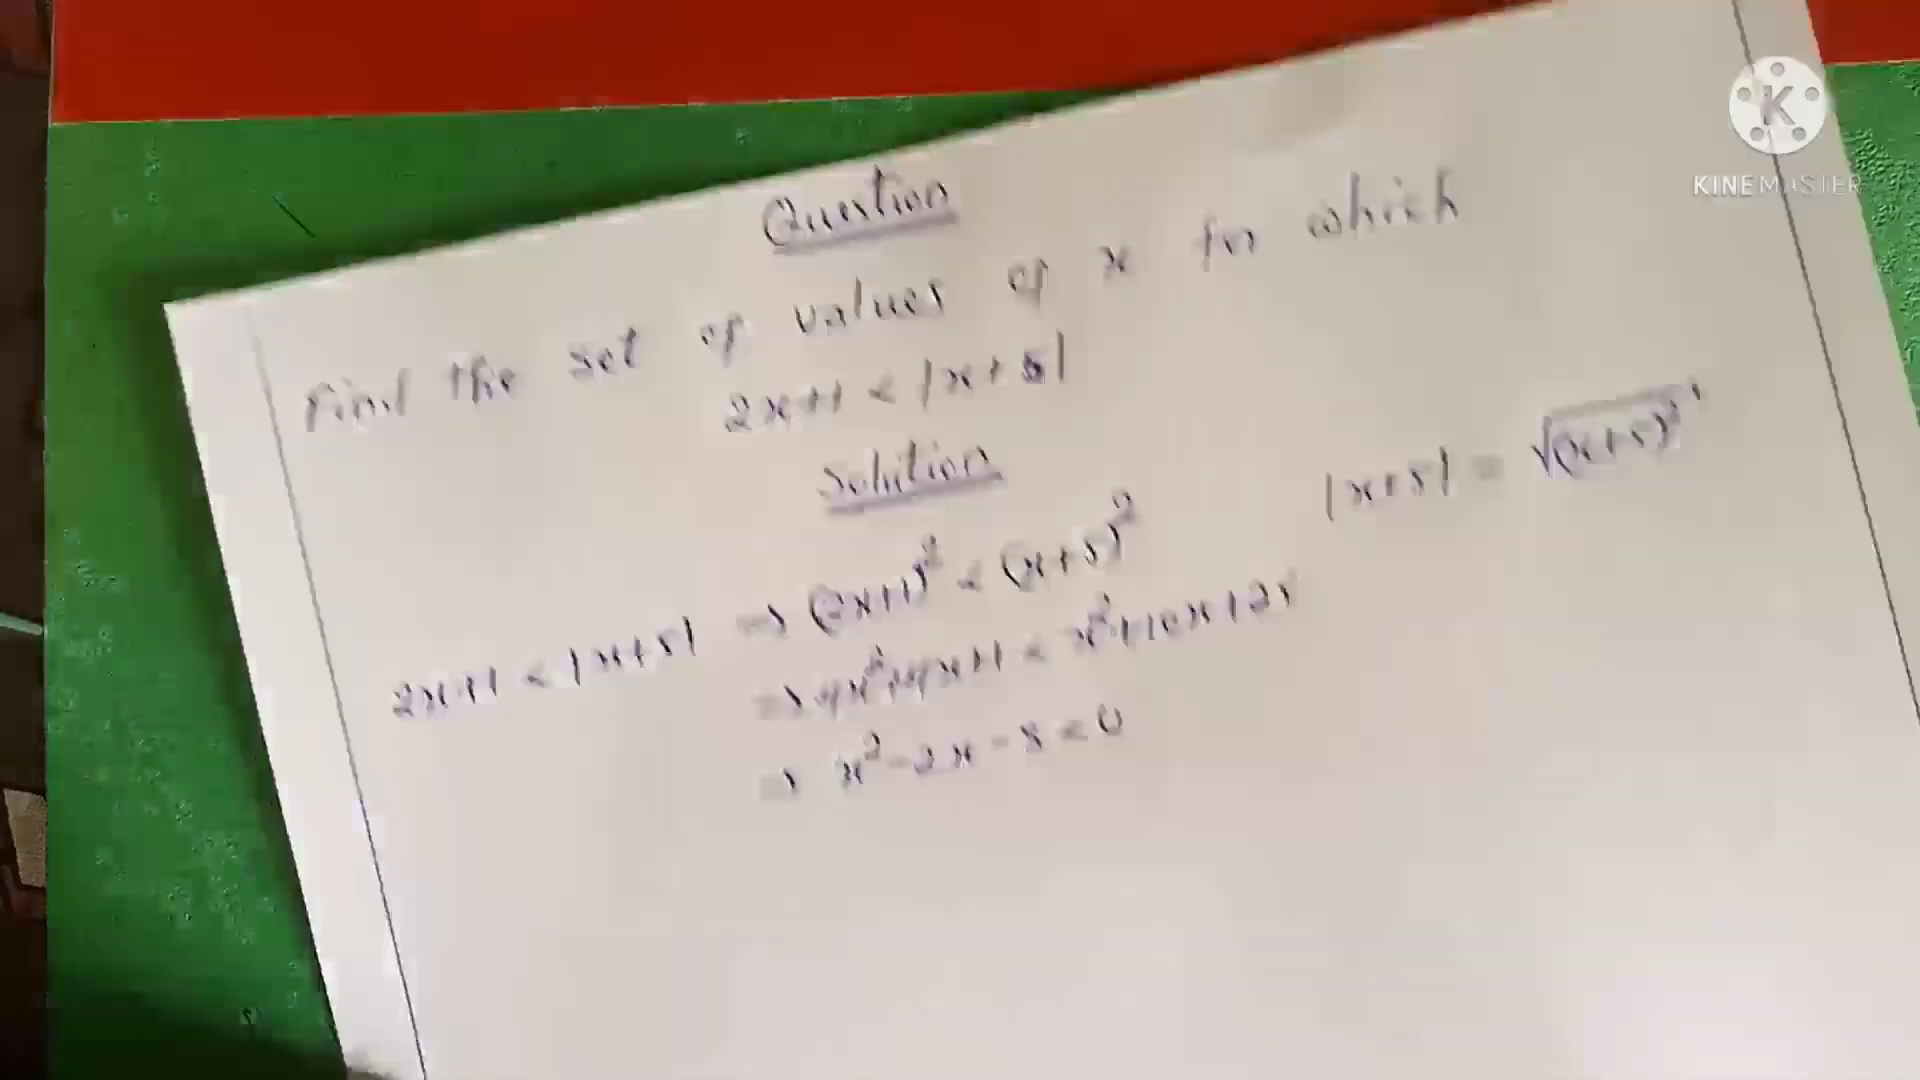 KINEMASTER
Question
Find the set of values of x for which
2x+1 < |x+5|
Solution
|x+5| = √(x+5)²
2x+1 < |x+5| ⇒ (2x+1)² < (x+5)²
⇒ 4x²+4x+1 < x²+10x+25
⇒ x²-2x-8 < 0